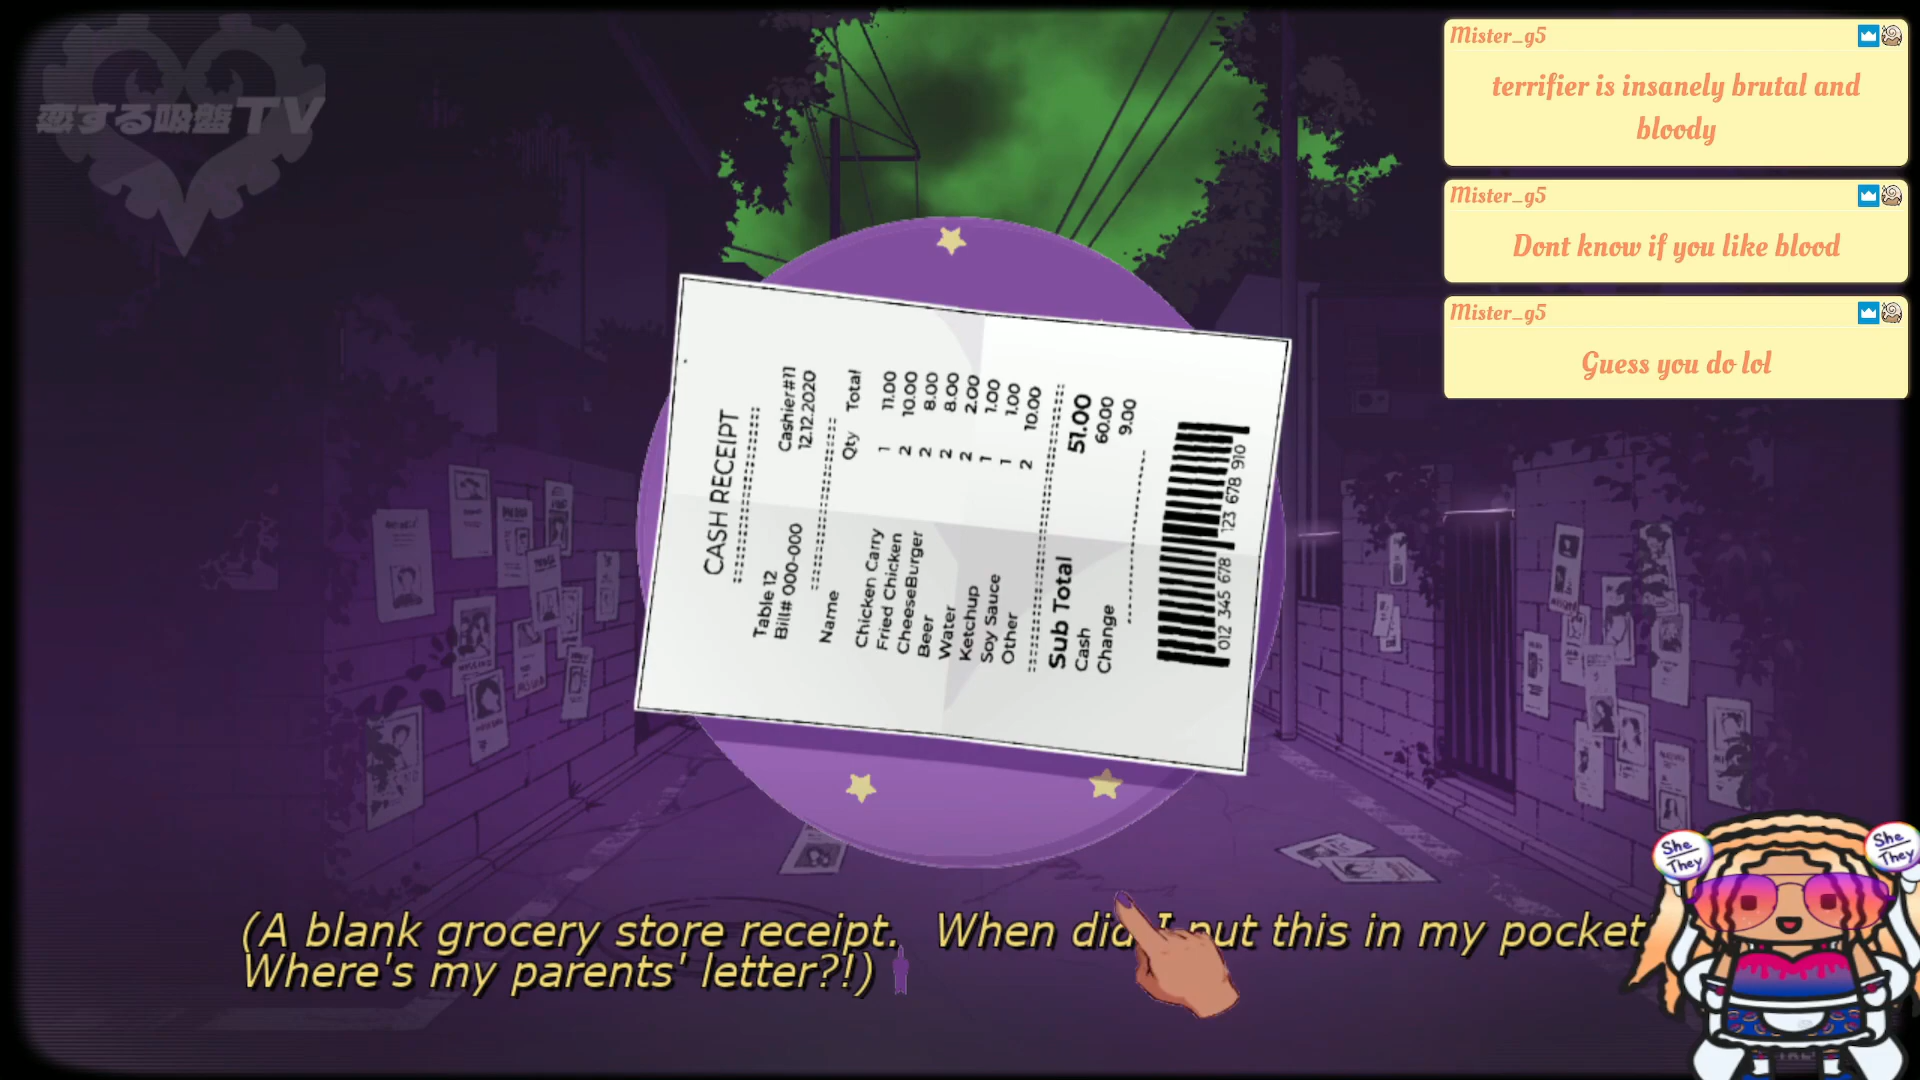 恋する吸盤TV
Mister_g5
terrifier is insanely brutal and
bloody
Mister_g5
Dont know if you like blood
Mister_g5
Guess you do lol
CASH RECEIPT
Table 12 Cashier#11
Bill# 000-000 12.12.2020
Name Qty Total
Chicken Carry 1 11.00
Fried Chicken 2 10.00
CheeseBurger 2 8.00
Beer 2 8.00
Water 2 2.00
Ketchup 1 1.00
Soy Sauce 1 1.00
Other 2 10.00
Sub Total 51.00
Cash 60.00
Change 9.00
012 345 678 123 678 910
(A blank grocery store receipt. When did I put this in my pocket
Where's my parents' letter?!)
She
They
She
They